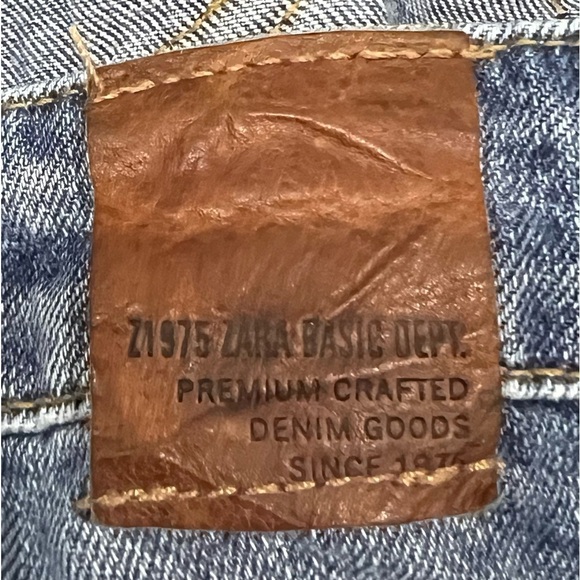 Z1975 ZARA BASIC DEPT.
PREMIUM CRAFTED
DENIM GOODS
SINCE 1975